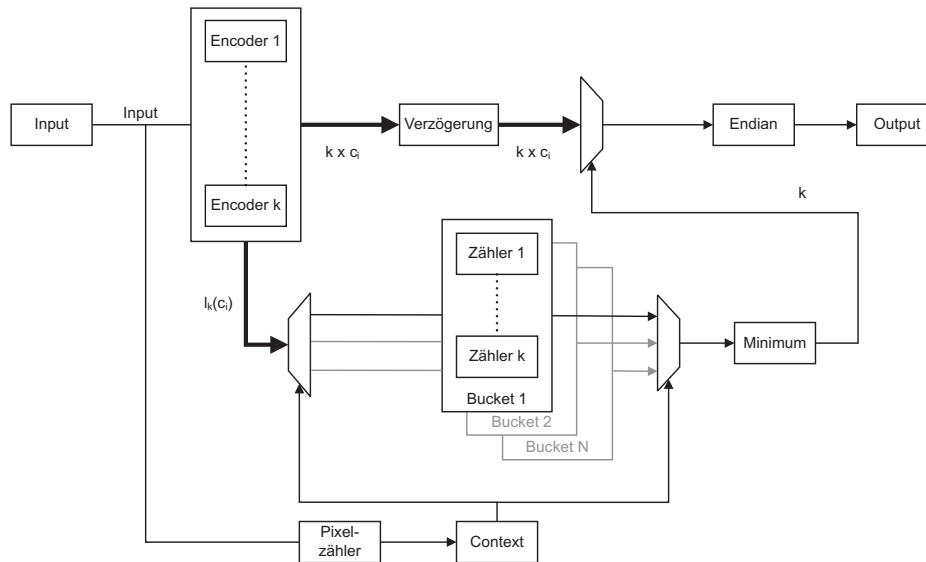 Encoder 1
Input
Input
Verzögerung
Endian
Output
k x cᵢ
k x cᵢ
Encoder k
k
Zähler 1
lₖ(cᵢ)
Minimum
Zähler k
Bucket 1
Bucket 2
Bucket N
Pixel-
zähler
Context